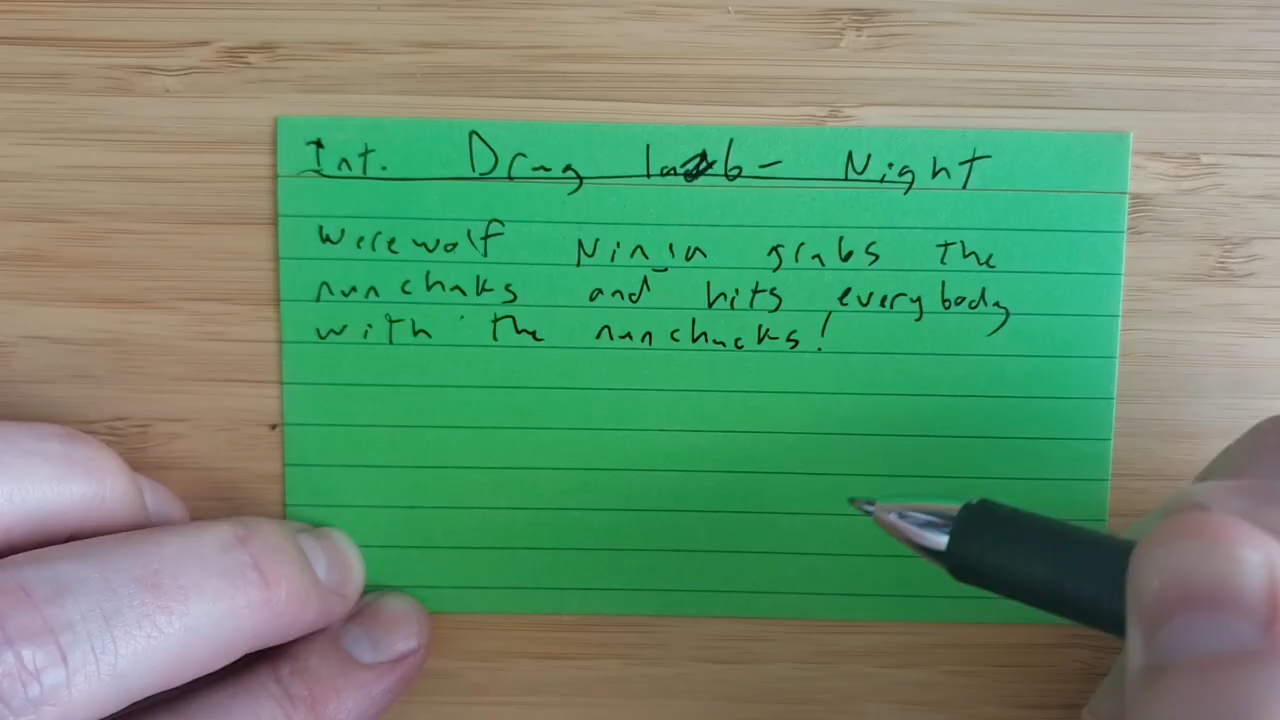 Int. Drug lab - Night
Werewolf Ninja grabs the
nunchaks and hits everybody
with the nunchucks!